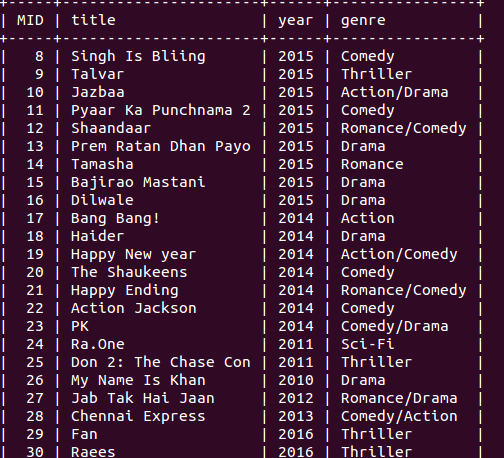 +-----+----------------------+------+----------------+
| MID | title                | year | genre          |
+-----+----------------------+------+----------------+
|   8 | Singh Is Bliing      | 2015 | Comedy         |
|   9 | Talvar               | 2015 | Thriller       |
|  10 | Jazbaa               | 2015 | Action/Drama   |
|  11 | Pyaar Ka Punchnama 2 | 2015 | Comedy         |
|  12 | Shaandaar            | 2015 | Romance/Comedy |
|  13 | Prem Ratan Dhan Payo | 2015 | Drama          |
|  14 | Tamasha              | 2015 | Romance        |
|  15 | Bajirao Mastani      | 2015 | Drama          |
|  16 | Dilwale              | 2015 | Drama          |
|  17 | Bang Bang!           | 2014 | Action         |
|  18 | Haider               | 2014 | Drama          |
|  19 | Happy New year       | 2014 | Action/Comedy  |
|  20 | The Shaukeens        | 2014 | Comedy         |
|  21 | Happy Ending         | 2014 | Romance/Comedy |
|  22 | Action Jackson       | 2014 | Comedy         |
|  23 | PK                   | 2014 | Comedy/Drama   |
|  24 | Ra.One               | 2011 | Sci-Fi         |
|  25 | Don 2: The Chase Con | 2011 | Thriller       |
|  26 | My Name Is Khan      | 2010 | Drama          |
|  27 | Jab Tak Hai Jaan     | 2012 | Romance/Drama  |
|  28 | Chennai Express      | 2013 | Comedy/Action  |
|  29 | Fan                  | 2016 | Thriller       |
|  30 | Raees                | 2016 | Thriller       |